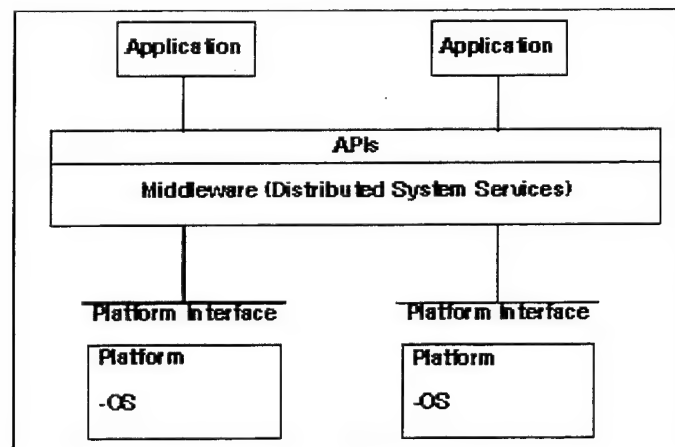 Application
Application
APIs
Middleware (Distributed System Services)
Platform Interface
Platform Interface
Platform
-OS
Platform
-OS